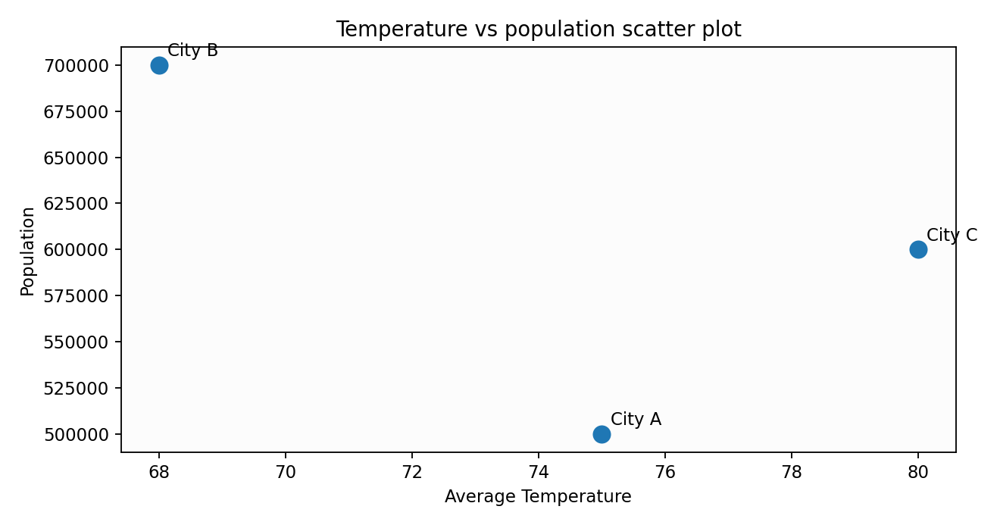 Temperature vs population scatter plot
City B
700000
675000
650000
625000
City C
600000
575000
550000
525000
City A
500000
Population
68 70 72 74 76 78 80
Average Temperature